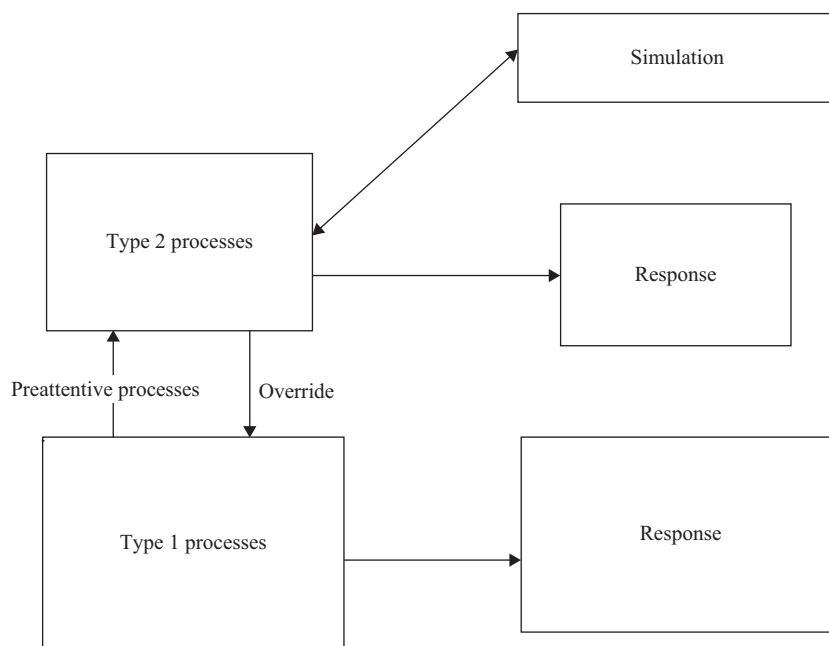 Simulation
Type 2 processes
Response
Preattentive processes
Override
Type 1 processes
Response